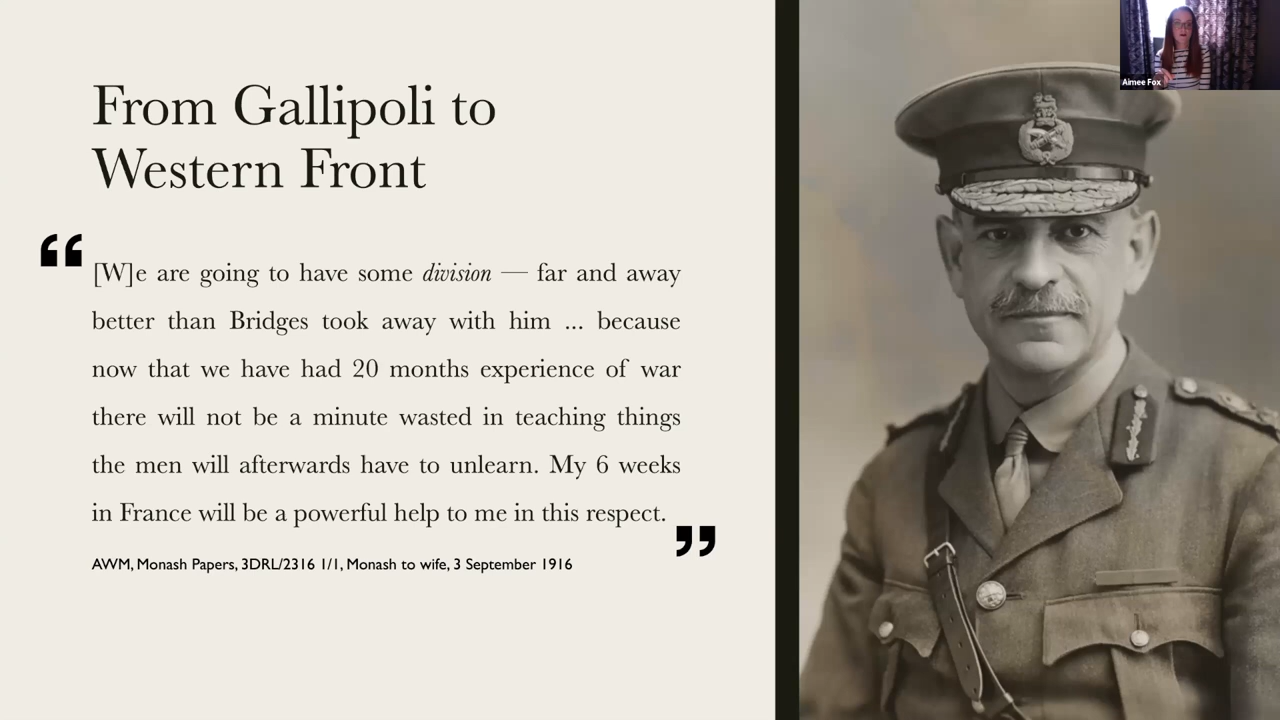 Aimee Fox
From Gallipoli to
Western Front
“
[W]e are going to have some division — far and away
better than Bridges took away with him ... because
now that we have had 20 months experience of war
there will not be a minute wasted in teaching things
the men will afterwards have to unlearn. My 6 weeks
in France will be a powerful help to me in this respect.
”
AWM, Monash Papers, 3DRL/2316 1/1, Monash to wife, 3 September 1916